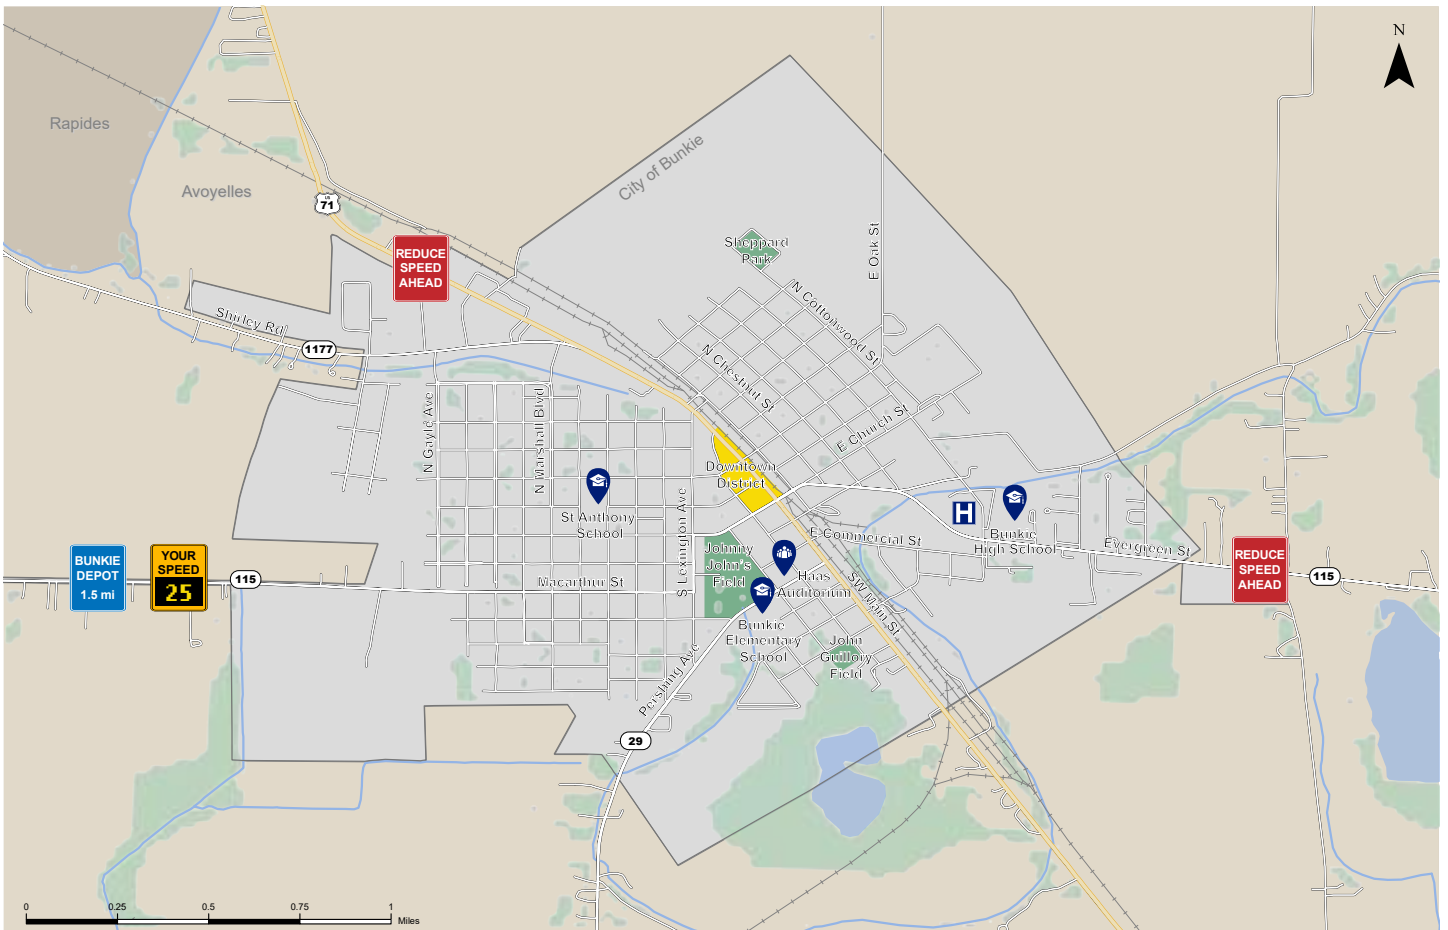 N
Rapides
Avoyelles
City of Bunkie
US
71
REDUCE
SPEED
AHEAD
Sheppard
Park
E Oak St
N Cottonwood St
Shirley Rd
1177
N Chestnut St
N Gayle Ave
N Marshall Blvd
E Church St
Downtown
District
St Anthony
School
S Lexington Ave
H
Bunkie
High School
Evergreen St
E Commercial St
Johnny
John's
Field
Haas
Auditorium
BUNKIE
DEPOT
1.5 mi
YOUR
SPEED
25
115
Macarthur St
REDUCE
SPEED
AHEAD
115
SW Main St
Bunkie
Elementary
School
John
Guillory
Field
Pershing Ave
29
0
0.25
0.5
0.75
1
Miles